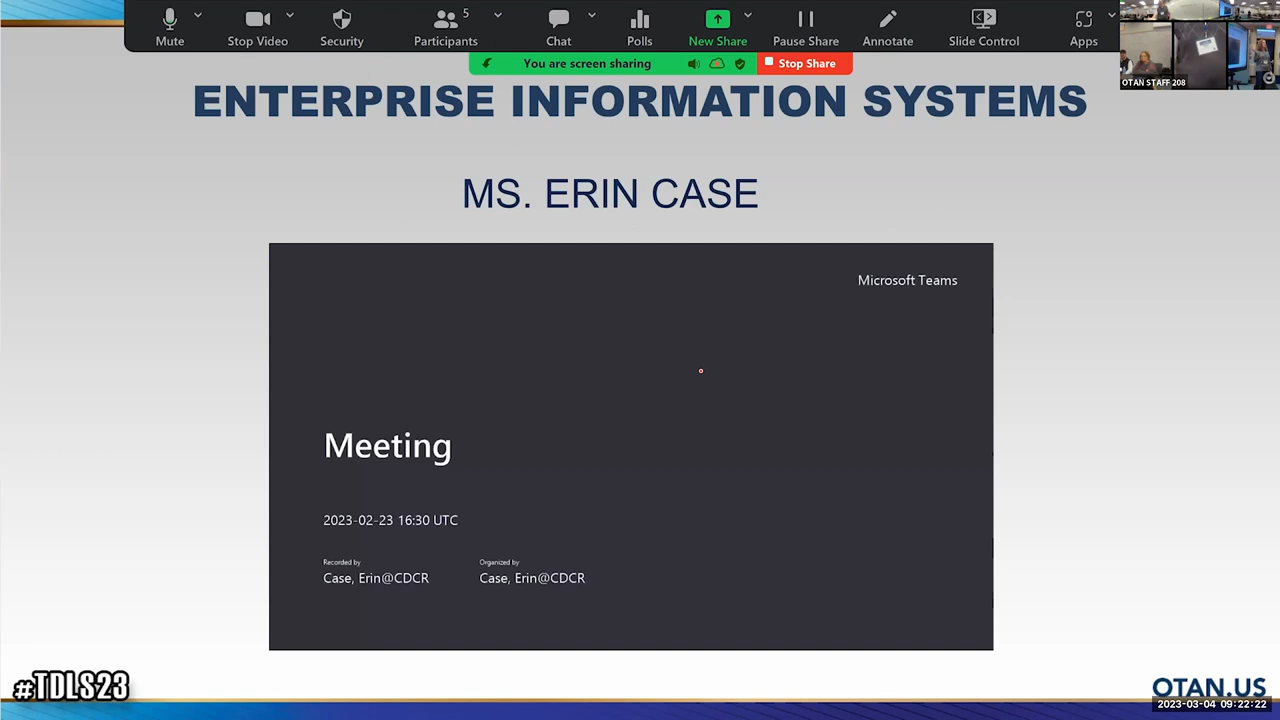 Mute
Stop Video
Security
5
Participants
Chat
Polls
New Share
Pause Share
Annotate
Slide Control
Apps
You are screen sharing
Stop Share
OTAN STAFF 208
ENTERPRISE INFORMATION SYSTEMS
MS. ERIN CASE
Microsoft Teams
Meeting
2023-02-23 16:30 UTC
Recorded by
Case, Erin@CDCR
Organized by
Case, Erin@CDCR
#TDLS23
OTAN.US
2023-03-04 09:22:22